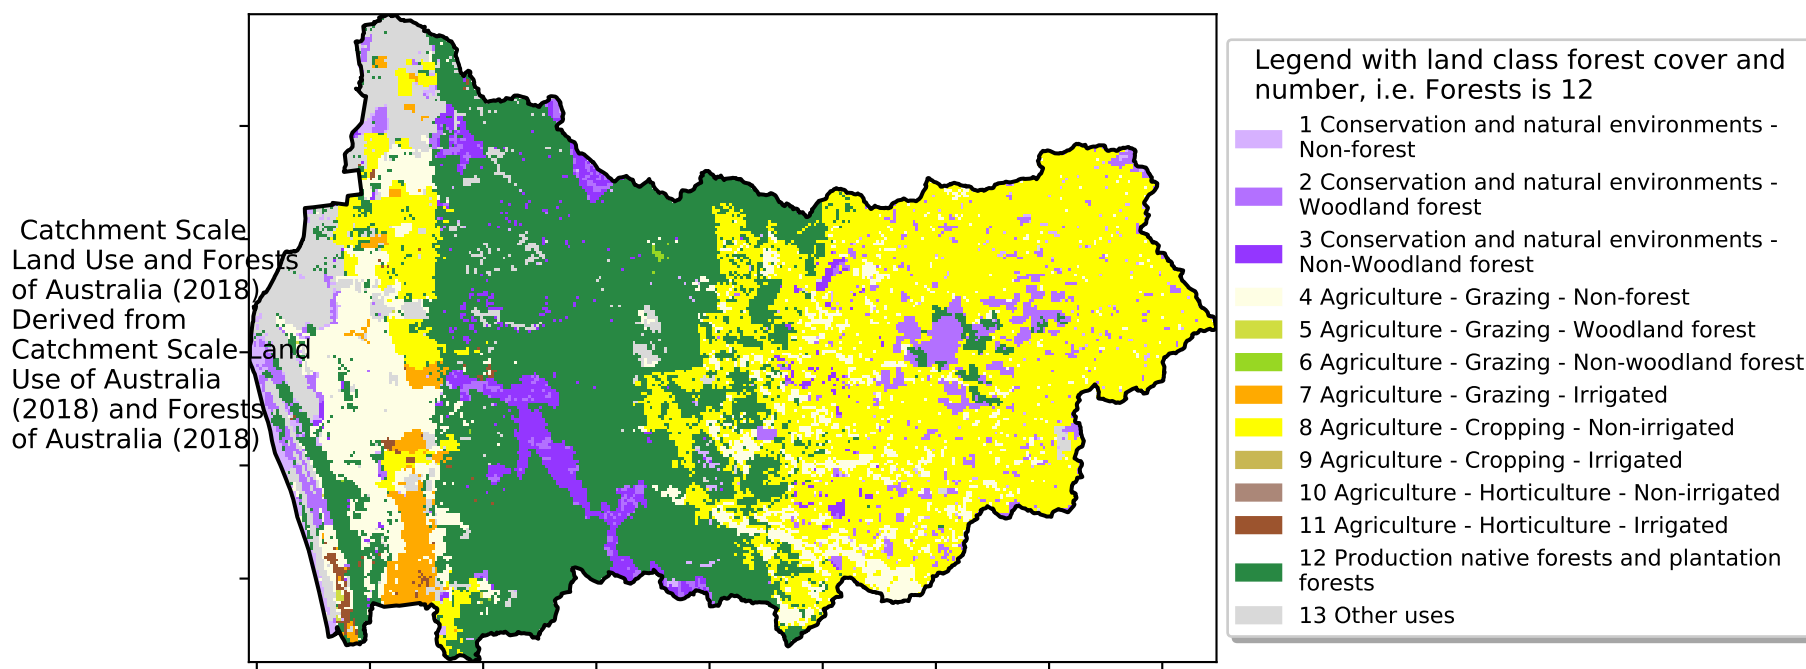 Catchment Scale
Land Use and Forests
of Australia (2018)
Derived from
Catchment Scale Land
Use of Australia
(2018) and Forests
of Australia (2018)
Legend with land class forest cover and
number, i.e. Forests is 12
1 Conservation and natural environments -
Non-forest
2 Conservation and natural environments -
Woodland forest
3 Conservation and natural environments -
Non-Woodland forest
4 Agriculture - Grazing - Non-forest
5 Agriculture - Grazing - Woodland forest
6 Agriculture - Grazing - Non-woodland forest
7 Agriculture - Grazing - Irrigated
8 Agriculture - Cropping - Non-irrigated
9 Agriculture - Cropping - Irrigated
10 Agriculture - Horticulture - Non-irrigated
11 Agriculture - Horticulture - Irrigated
12 Production native forests and plantation
forests
13 Other uses